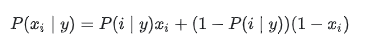 P(x_i | y) = P(i | y)x_i + (1 − P(i | y))(1 − x_i)